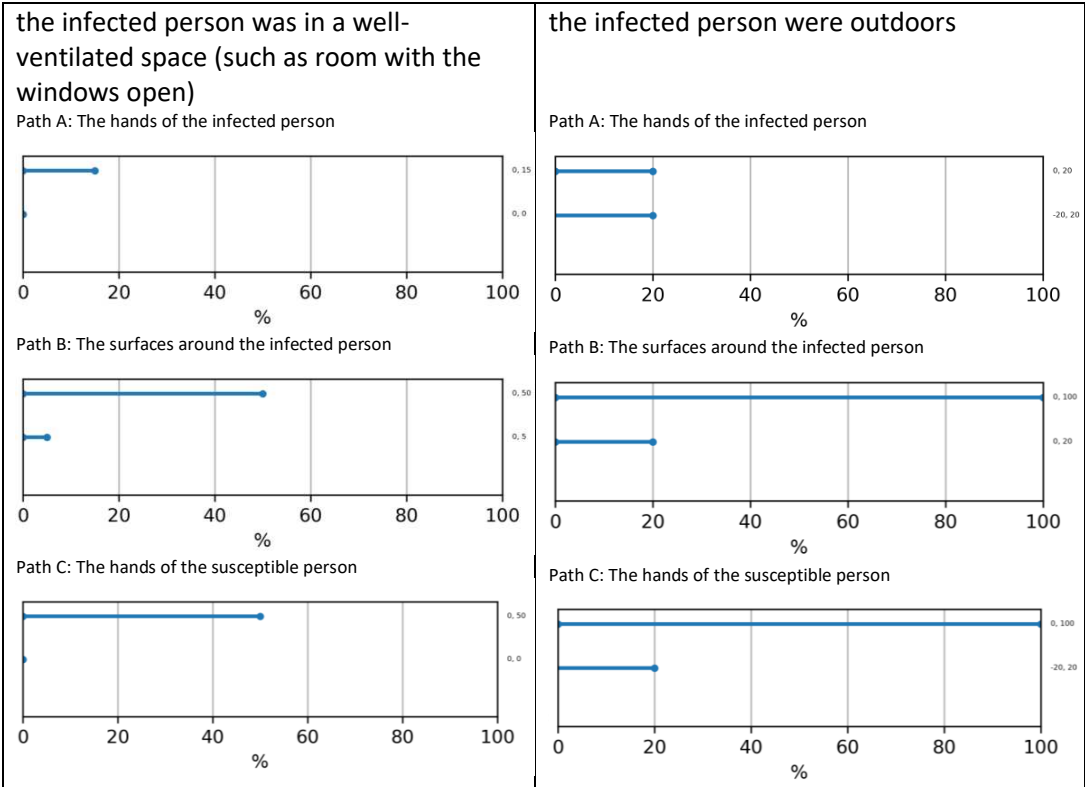 the infected person was in a well-
ventilated space (such as room with the
windows open)
Path A: The hands of the infected person
0, 15
0, 0
0 20 40 60 80 100
%
Path B: The surfaces around the infected person
0, 50
0, 5
0 20 40 60 80 100
%
Path C: The hands of the susceptible person
0, 50
0, 0
0 20 40 60 80 100
%
the infected person were outdoors
Path A: The hands of the infected person
0, 20
-20, 20
0 20 40 60 80 100
%
Path B: The surfaces around the infected person
0, 100
0, 20
0 20 40 60 80 100
%
Path C: The hands of the susceptible person
0, 100
-20, 20
0 20 40 60 80 100
%